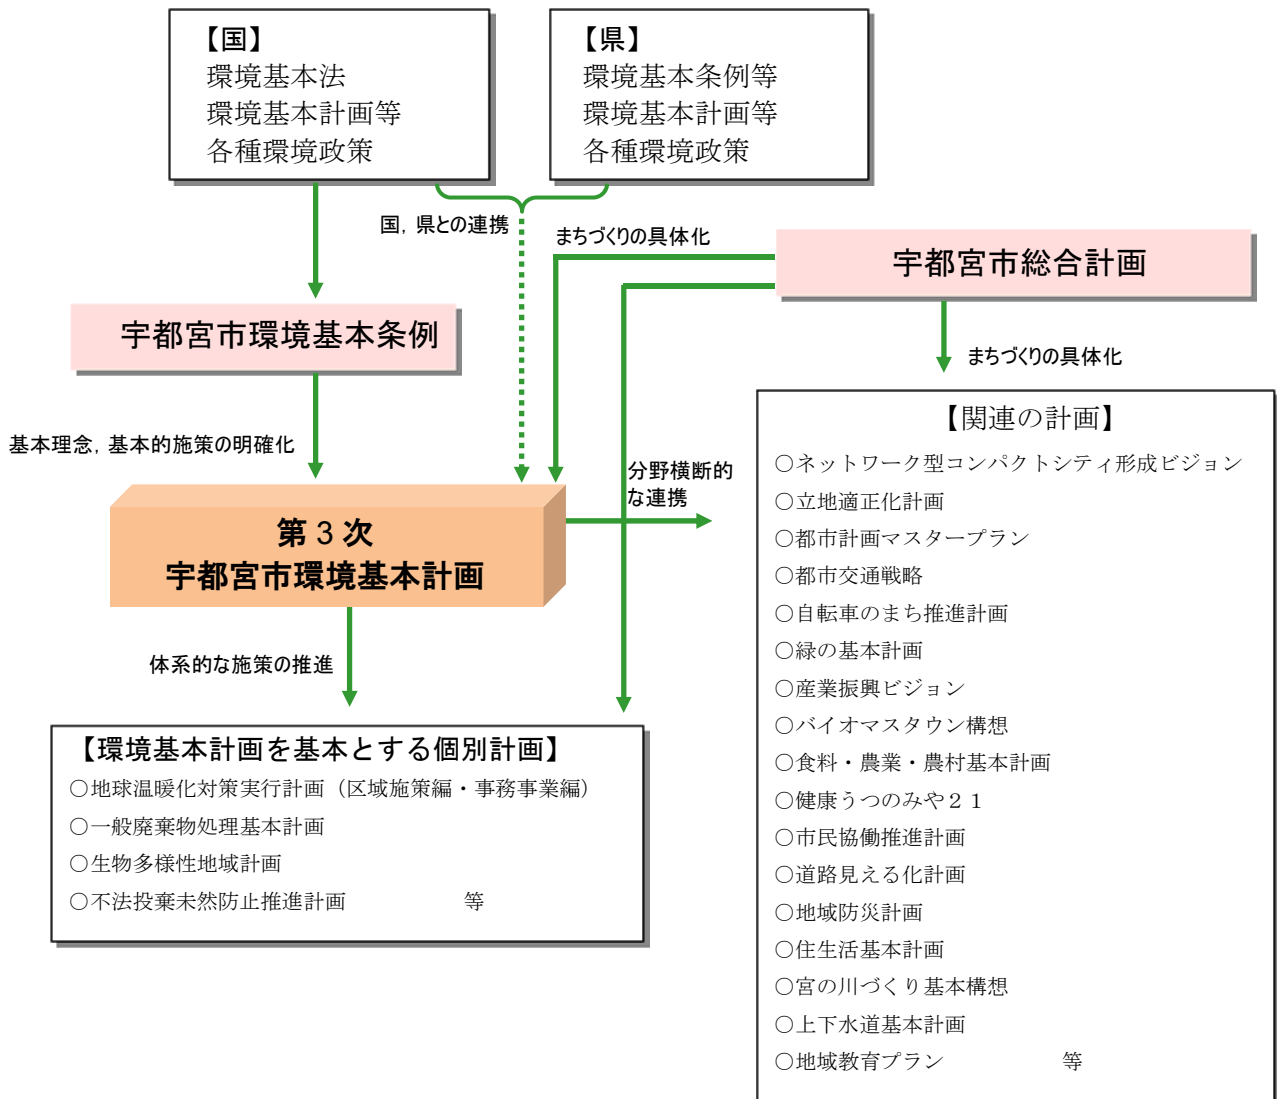 【国】
環境基本法
環境基本計画等
各種環境政策
【県】
環境基本条例等
環境基本計画等
各種環境政策
国，県との連携
まちづくりの具体化
宇都宮市総合計画
宇都宮市環境基本条例
まちづくりの具体化
基本理念，基本的施策の明確化
分野横断的
な連携
第３次
宇都宮市環境基本計画
体系的な施策の推進
【環境基本計画を基本とする個別計画】
○地球温暖化対策実行計画（区域施策編・事務事業編）
○一般廃棄物処理基本計画
○生物多様性地域計画
○不法投棄未然防止推進計画　　　　　　等
【関連の計画】
○ネットワーク型コンパクトシティ形成ビジョン
○立地適正化計画
○都市計画マスタープラン
○都市交通戦略
○自転車のまち推進計画
○緑の基本計画
○産業振興ビジョン
○バイオマスタウン構想
○食料・農業・農村基本計画
○健康うつのみや２１
○市民協働推進計画
○道路見える化計画
○地域防災計画
○住生活基本計画
○宮の川づくり基本構想
○上下水道基本計画
○地域教育プラン　　　　　　等